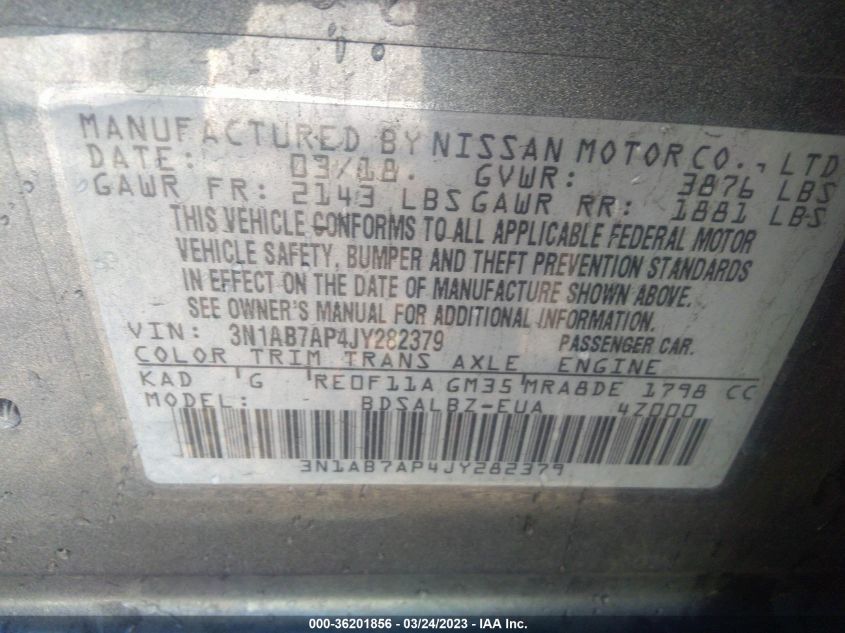 MANUFACTURED BY NISSAN MOTOR CO., LTD
DATE: 03/18. GVWR: 3876 LBS
GAWR FR: 2143 LBS GAWR RR: 1881 LBS
THIS VEHICLE CONFORMS TO ALL APPLICABLE FEDERAL MOTOR
VEHICLE SAFETY, BUMPER AND THEFT PREVENTION STANDARDS
IN EFFECT ON THE DATE OF MANUFACTURE SHOWN ABOVE.
SEE OWNER'S MANUAL FOR ADDITIONAL INFORMATION.
VIN: 3N1AB7AP4JY282379 PASSENGER CAR.
COLOR TRIM TRANS AXLE ENGINE
KAD G RE0F11A GM35 MRA8DE 1798 CC
MODEL: BDSALBZ-EUA 4Z000
3N1AB7AP4JY282379
000-36201856 - 03/24/2023 - IAA Inc.